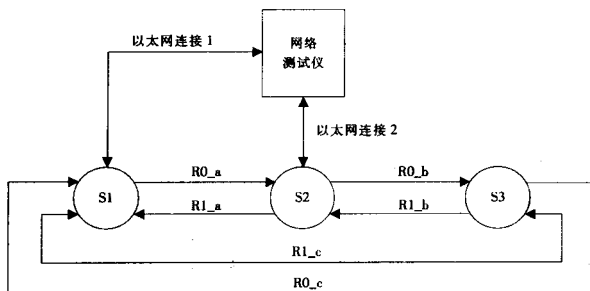 以太网连接 1
网络
测试仪
以太网连接 2
S1
R0_a
S2
R0_b
S3
R1_a
R1_b
R1_c
R0_c